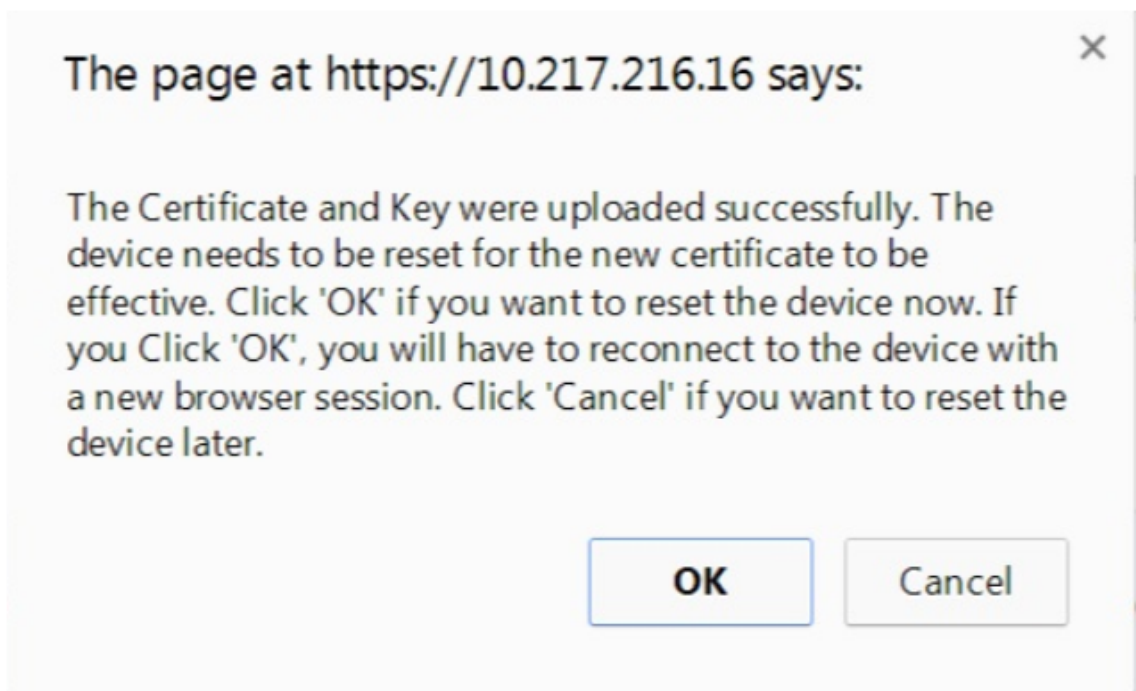 The page at https://10.217.216.16 says:
The Certificate and Key were uploaded successfully. The
device needs to be reset for the new certificate to be
effective. Click 'OK' if you want to reset the device now. If
you Click 'OK', you will have to reconnect to the device with
a new browser session. Click 'Cancel' if you want to reset the
device later.
OK
Cancel